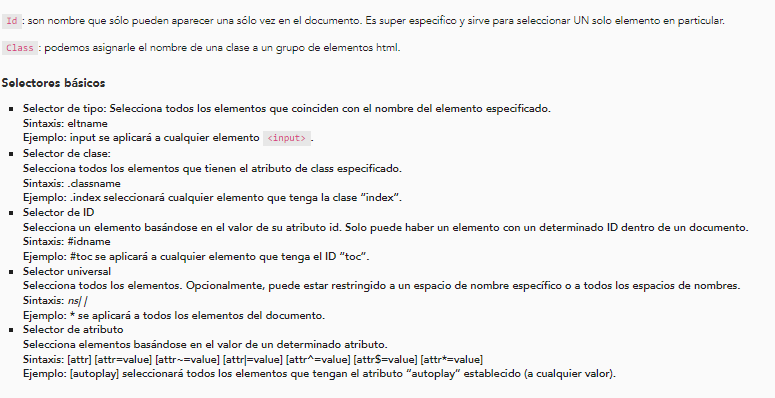 Id : son nombre que sólo pueden aparecer una sólo vez en el documento. Es super especifico y sirve para seleccionar UN solo elemento en particular.
Class : podemos asignarle el nombre de una clase a un grupo de elementos html.
Selectores básicos
▪ Selector de tipo: Selecciona todos los elementos que coinciden con el nombre del elemento especificado.
Sintaxis: eltname
Ejemplo: input se aplicará a cualquier elemento <input> .
▪ Selector de clase:
Selecciona todos los elementos que tienen el atributo de class especificado.
Sintaxis: .classname
Ejemplo: .index seleccionará cualquier elemento que tenga la clase “index”.
▪ Selector de ID
Selecciona un elemento basándose en el valor de su atributo id. Solo puede haber un elemento con un determinado ID dentro de un documento.
Sintaxis: #idname
Ejemplo: #toc se aplicará a cualquier elemento que tenga el ID “toc”.
▪ Selector universal
Selecciona todos los elementos. Opcionalmente, puede estar restringido a un espacio de nombre específico o a todos los espacios de nombres.
Sintaxis: ns| |
Ejemplo: * se aplicará a todos los elementos del documento.
▪ Selector de atributo
Selecciona elementos basándose en el valor de un determinado atributo.
Sintaxis: [attr] [attr=value] [attr~=value] [attr|=value] [attr^=value] [attr$=value] [attr*=value]
Ejemplo: [autoplay] seleccionará todos los elementos que tengan el atributo “autoplay” establecido (a cualquier valor).